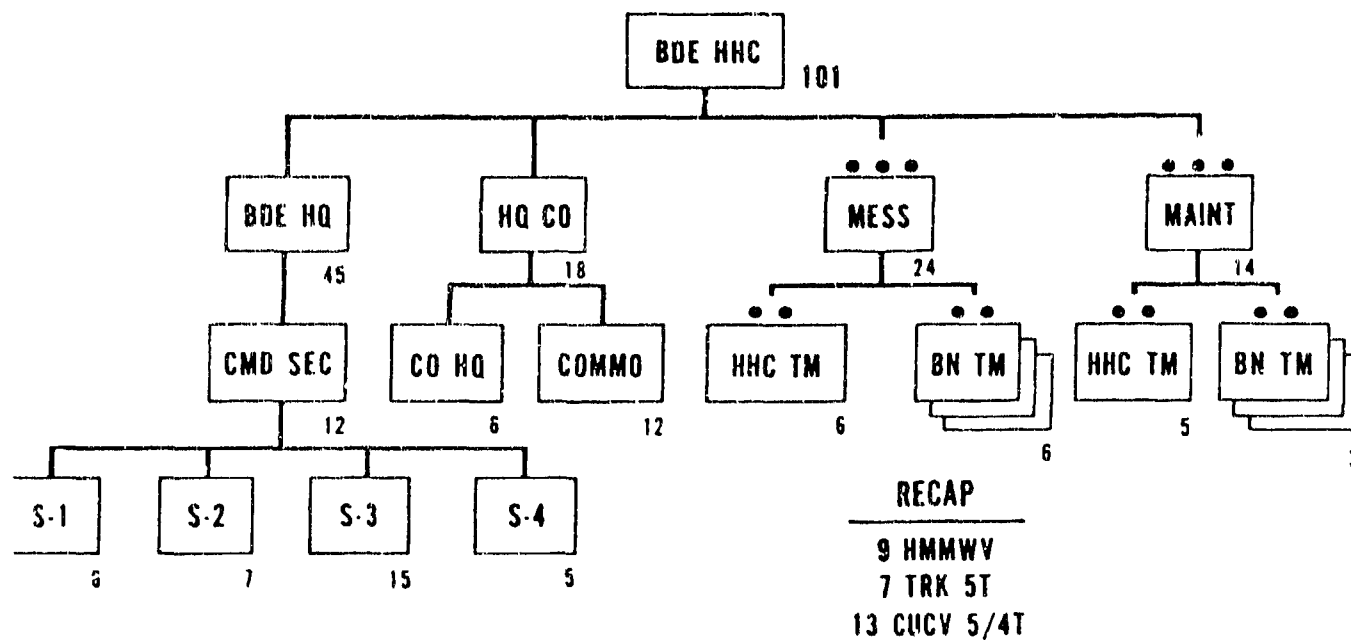 BDE HHC
101
BDE HQ
HQ CO
MESS
MAINT
45
18
24
14
CMD SEC
CO HQ
COMMO
HHC TM
BN TM
HHC TM
BN TM
12
6
12
6
6
5
S-1
S-2
S-3
S-4
7
15
5
RECAP
9 HMMWV
7 TRK 5T
13 CUCV 5/4T